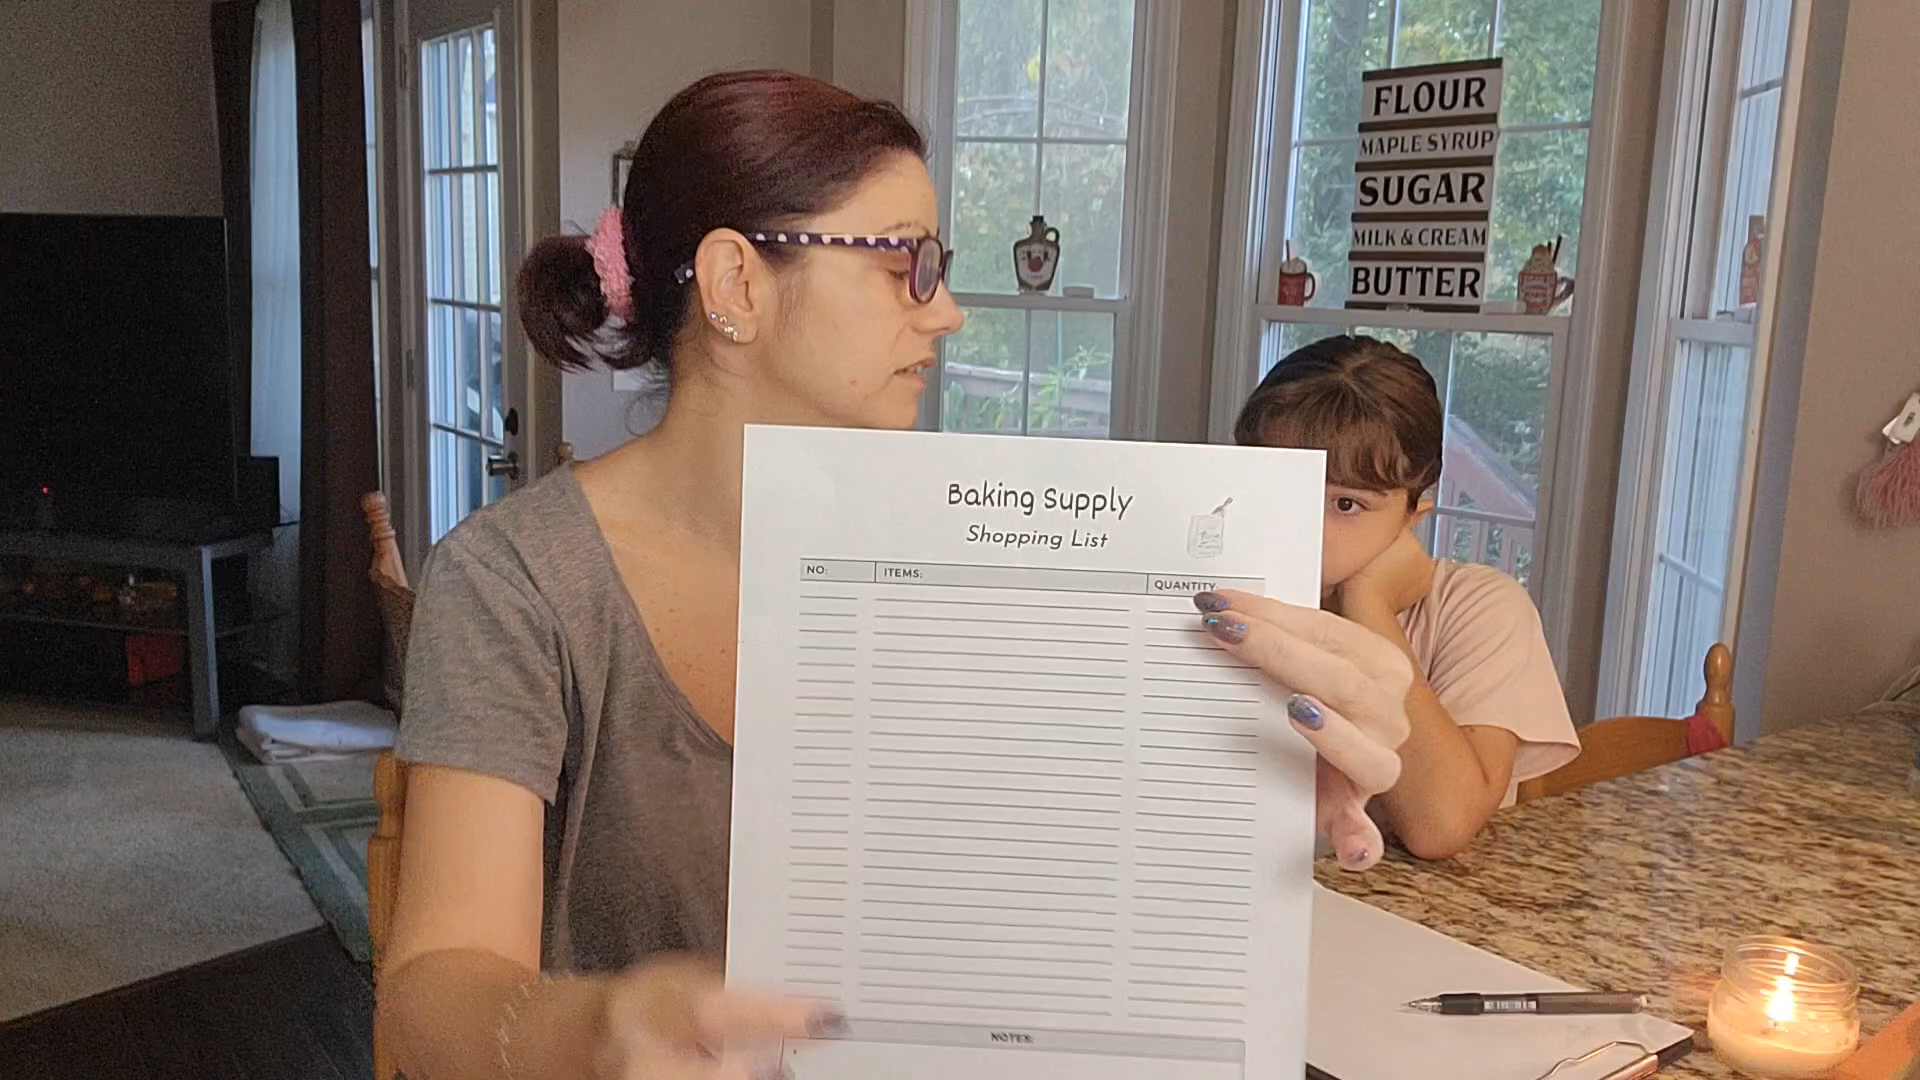 FLOUR
MAPLE SYRUP
SUGAR
MILK & CREAM
BUTTER
Baking Supply
Shopping List
NO:
ITEMS:
QUANTITY
NOTES: